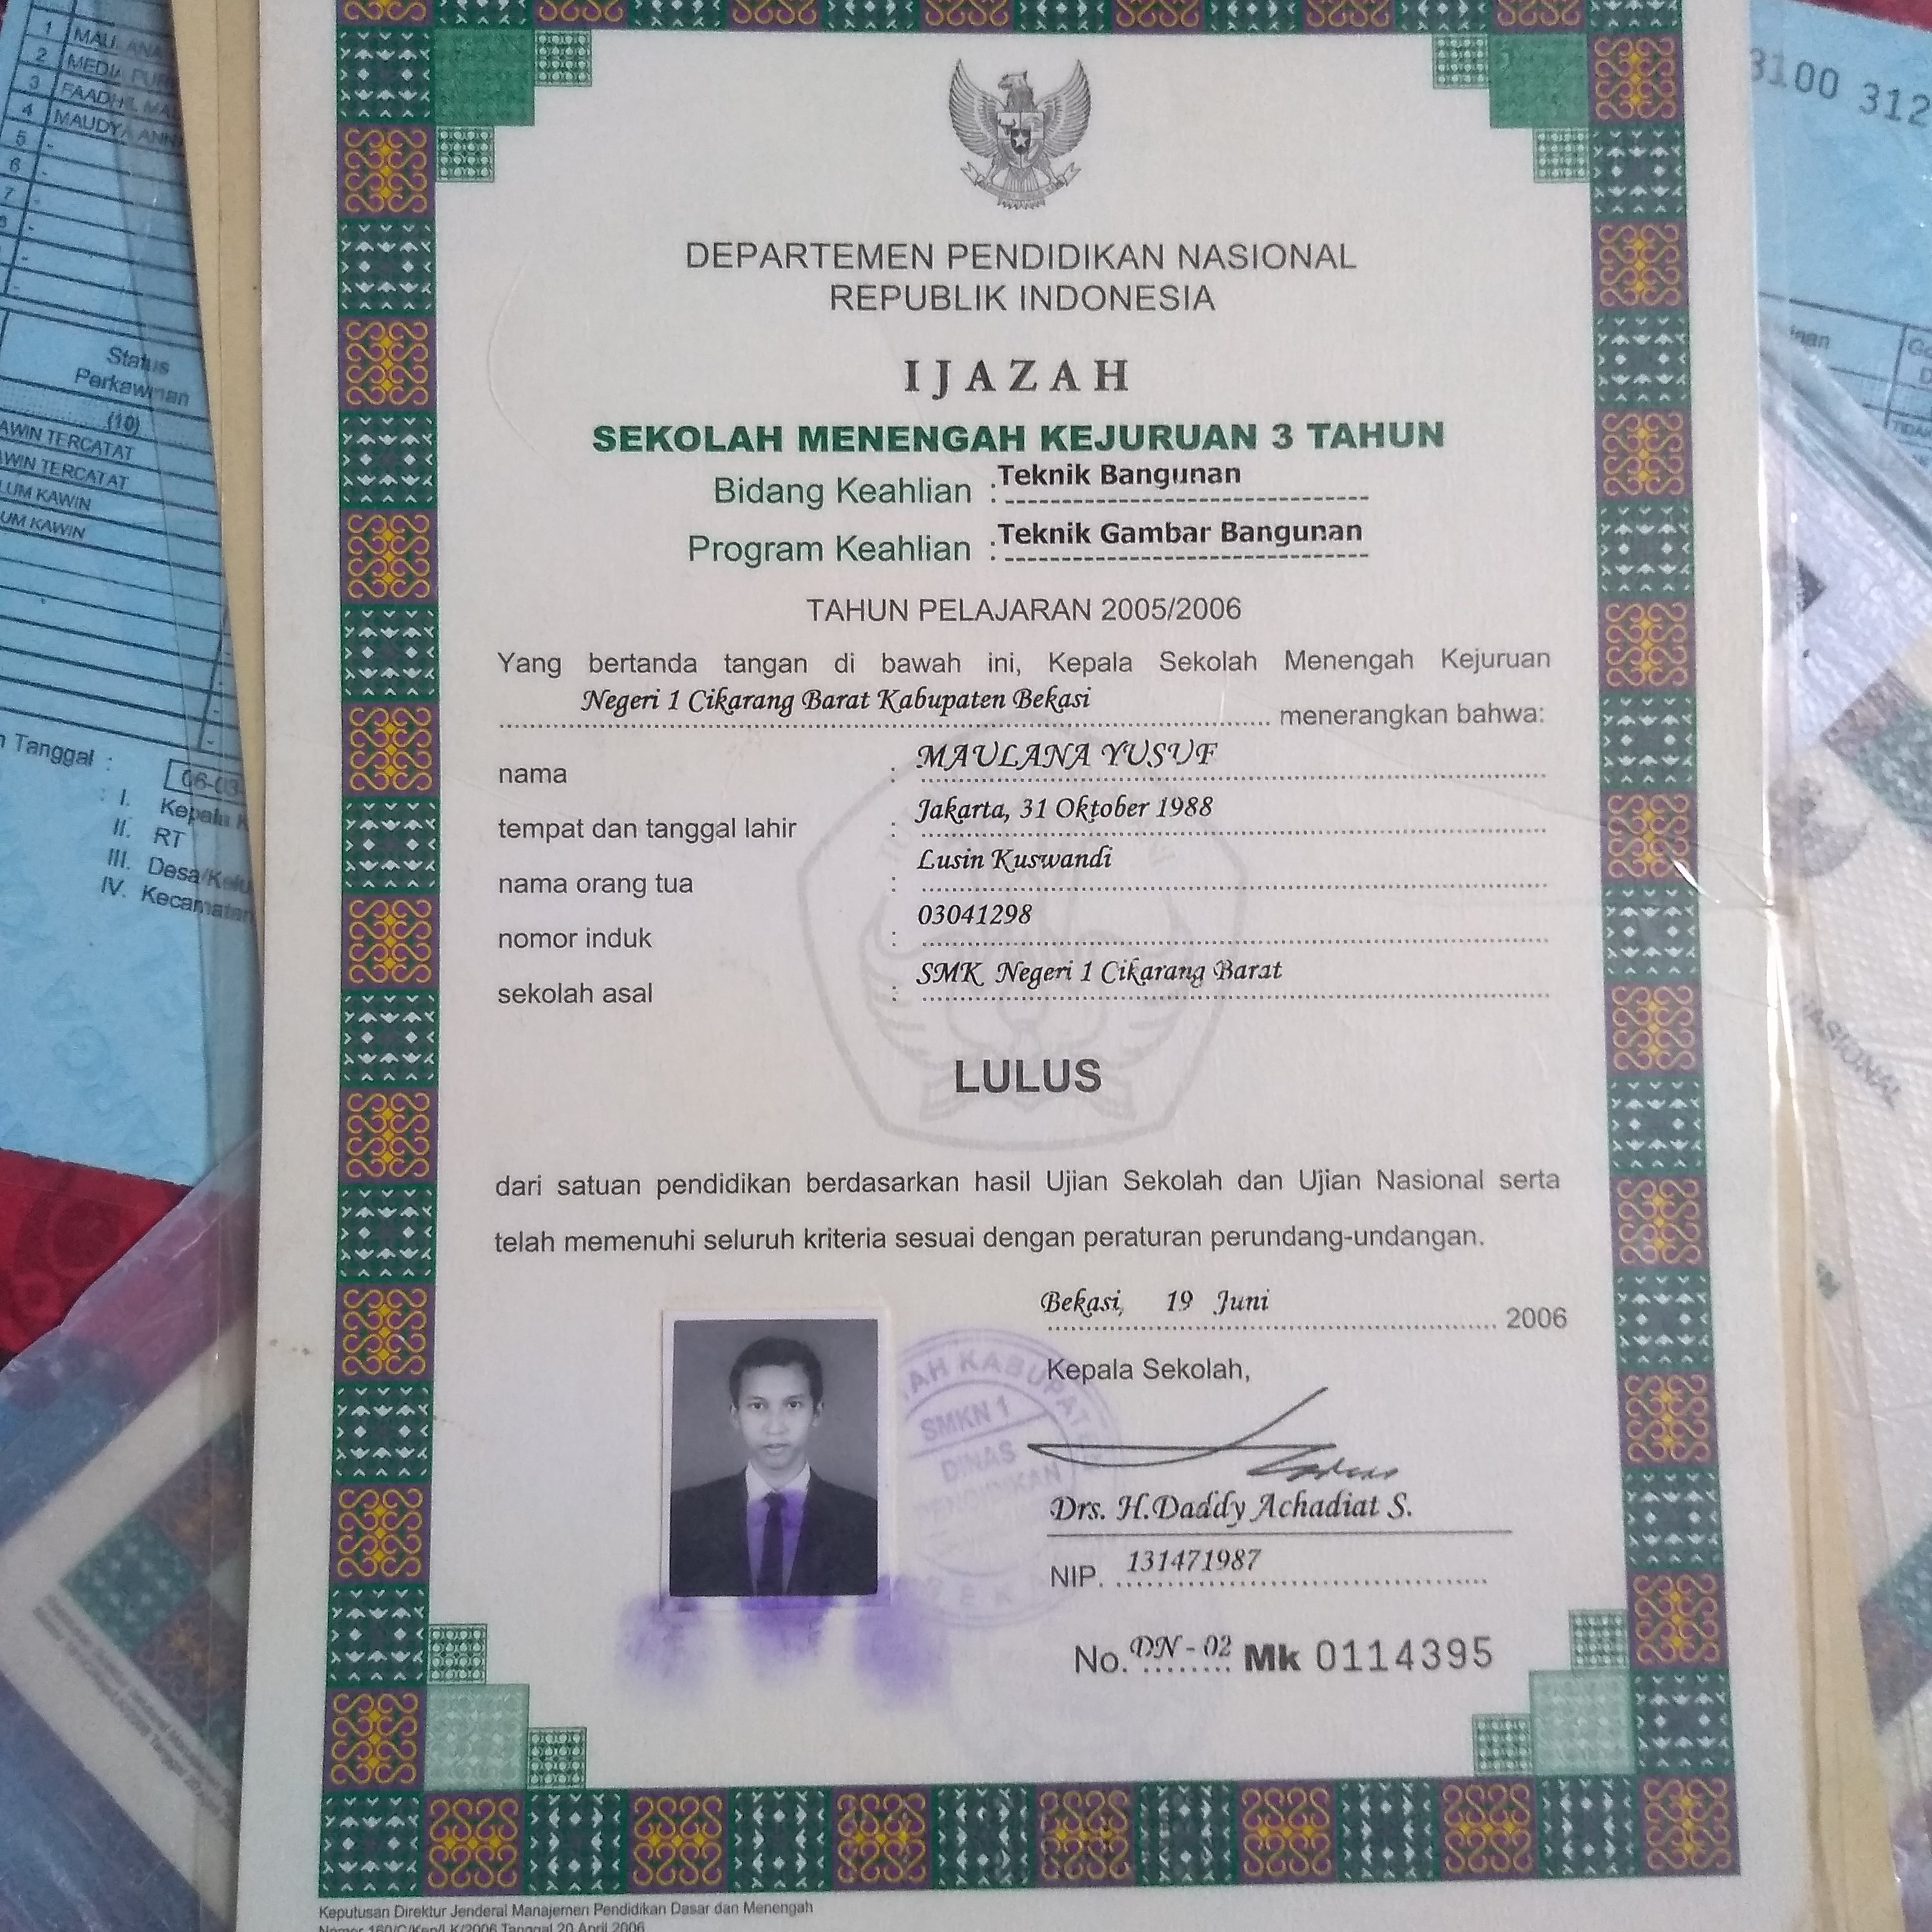 1 MAULANA
2 MEDIA
3 FAADHIL
4 MAUDYA
5 -
6 -
7 -
Status
Perkawinan
(10)
AWIN TERCATAT
WIN TERCATAT
LUM KAWIN
UM KAWIN
Tanggal :
06-03
I. Kepala K
II. RT
III. Desa/Kelu
IV. Kecamatan
3100 312
DEPARTEMEN PENDIDIKAN NASIONAL
REPUBLIK INDONESIA
IJAZAH
SEKOLAH MENENGAH KEJURUAN 3 TAHUN
Bidang Keahlian : Teknik Bangunan
Program Keahlian : Teknik Gambar Bangunan
TAHUN PELAJARAN 2005/2006
Yang bertanda tangan di bawah ini, Kepala Sekolah Menengah Kejuruan
Negeri 1 Cikarang Barat Kabupaten Bekasi menerangkan bahwa:
nama : MAULANA YUSUF
tempat dan tanggal lahir : Jakarta, 31 Oktober 1988
nama orang tua : Lusin Kuswandi
nomor induk : 03041298
sekolah asal : SMK Negeri 1 Cikarang Barat
LULUS
dari satuan pendidikan berdasarkan hasil Ujian Sekolah dan Ujian Nasional serta
telah memenuhi seluruh kriteria sesuai dengan peraturan perundang-undangan.
Bekasi, 19 Juni 2006
Kepala Sekolah,
SMKN 1
DINAS
PENDIDIKAN
Drs. H.Daddy Achadiat S.
NIP. 131471987
No. DN - 02 Mk 0114395
Keputusan Direktur Jenderal Manajemen Pendidikan Dasar dan Menengah
Nomor 160/C/Kep/LK/2006 Tanggal 20 April 2006
NASIONAL